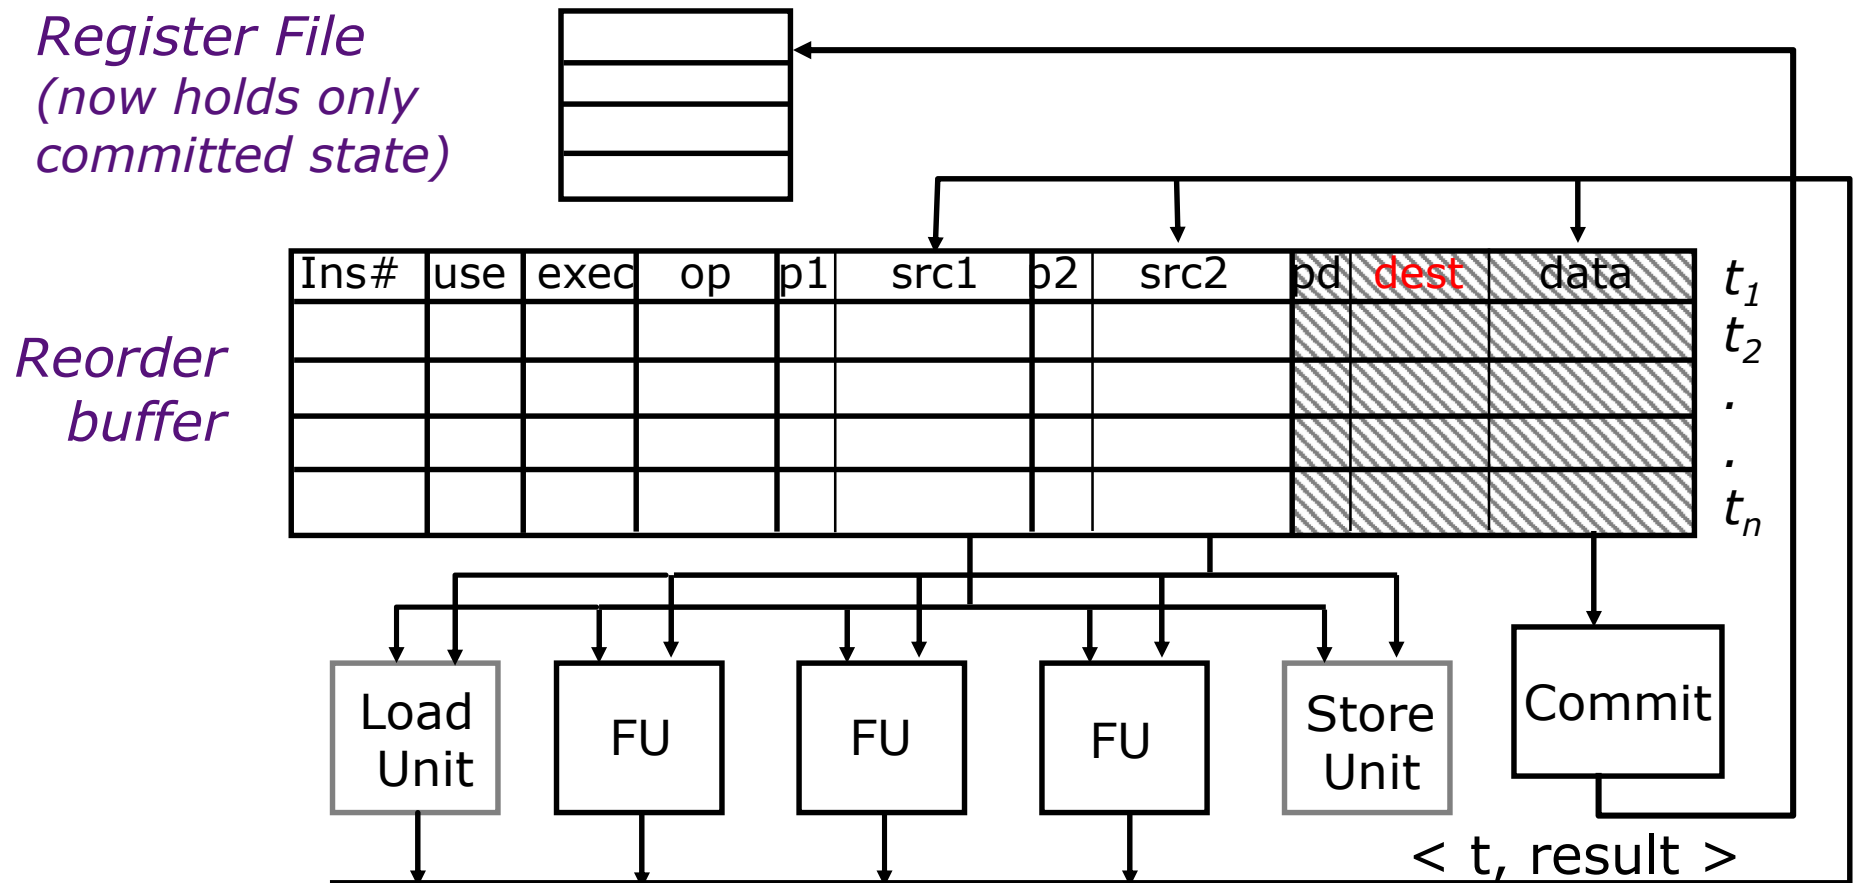 Register File
(now holds only
committed state)
Ins# use exec op p1 src1 p2 src2 pd dest data
t1
t2
.
.
tn
Reorder
buffer
Load
Unit
FU
FU
FU
Store
Unit
Commit
< t, result >